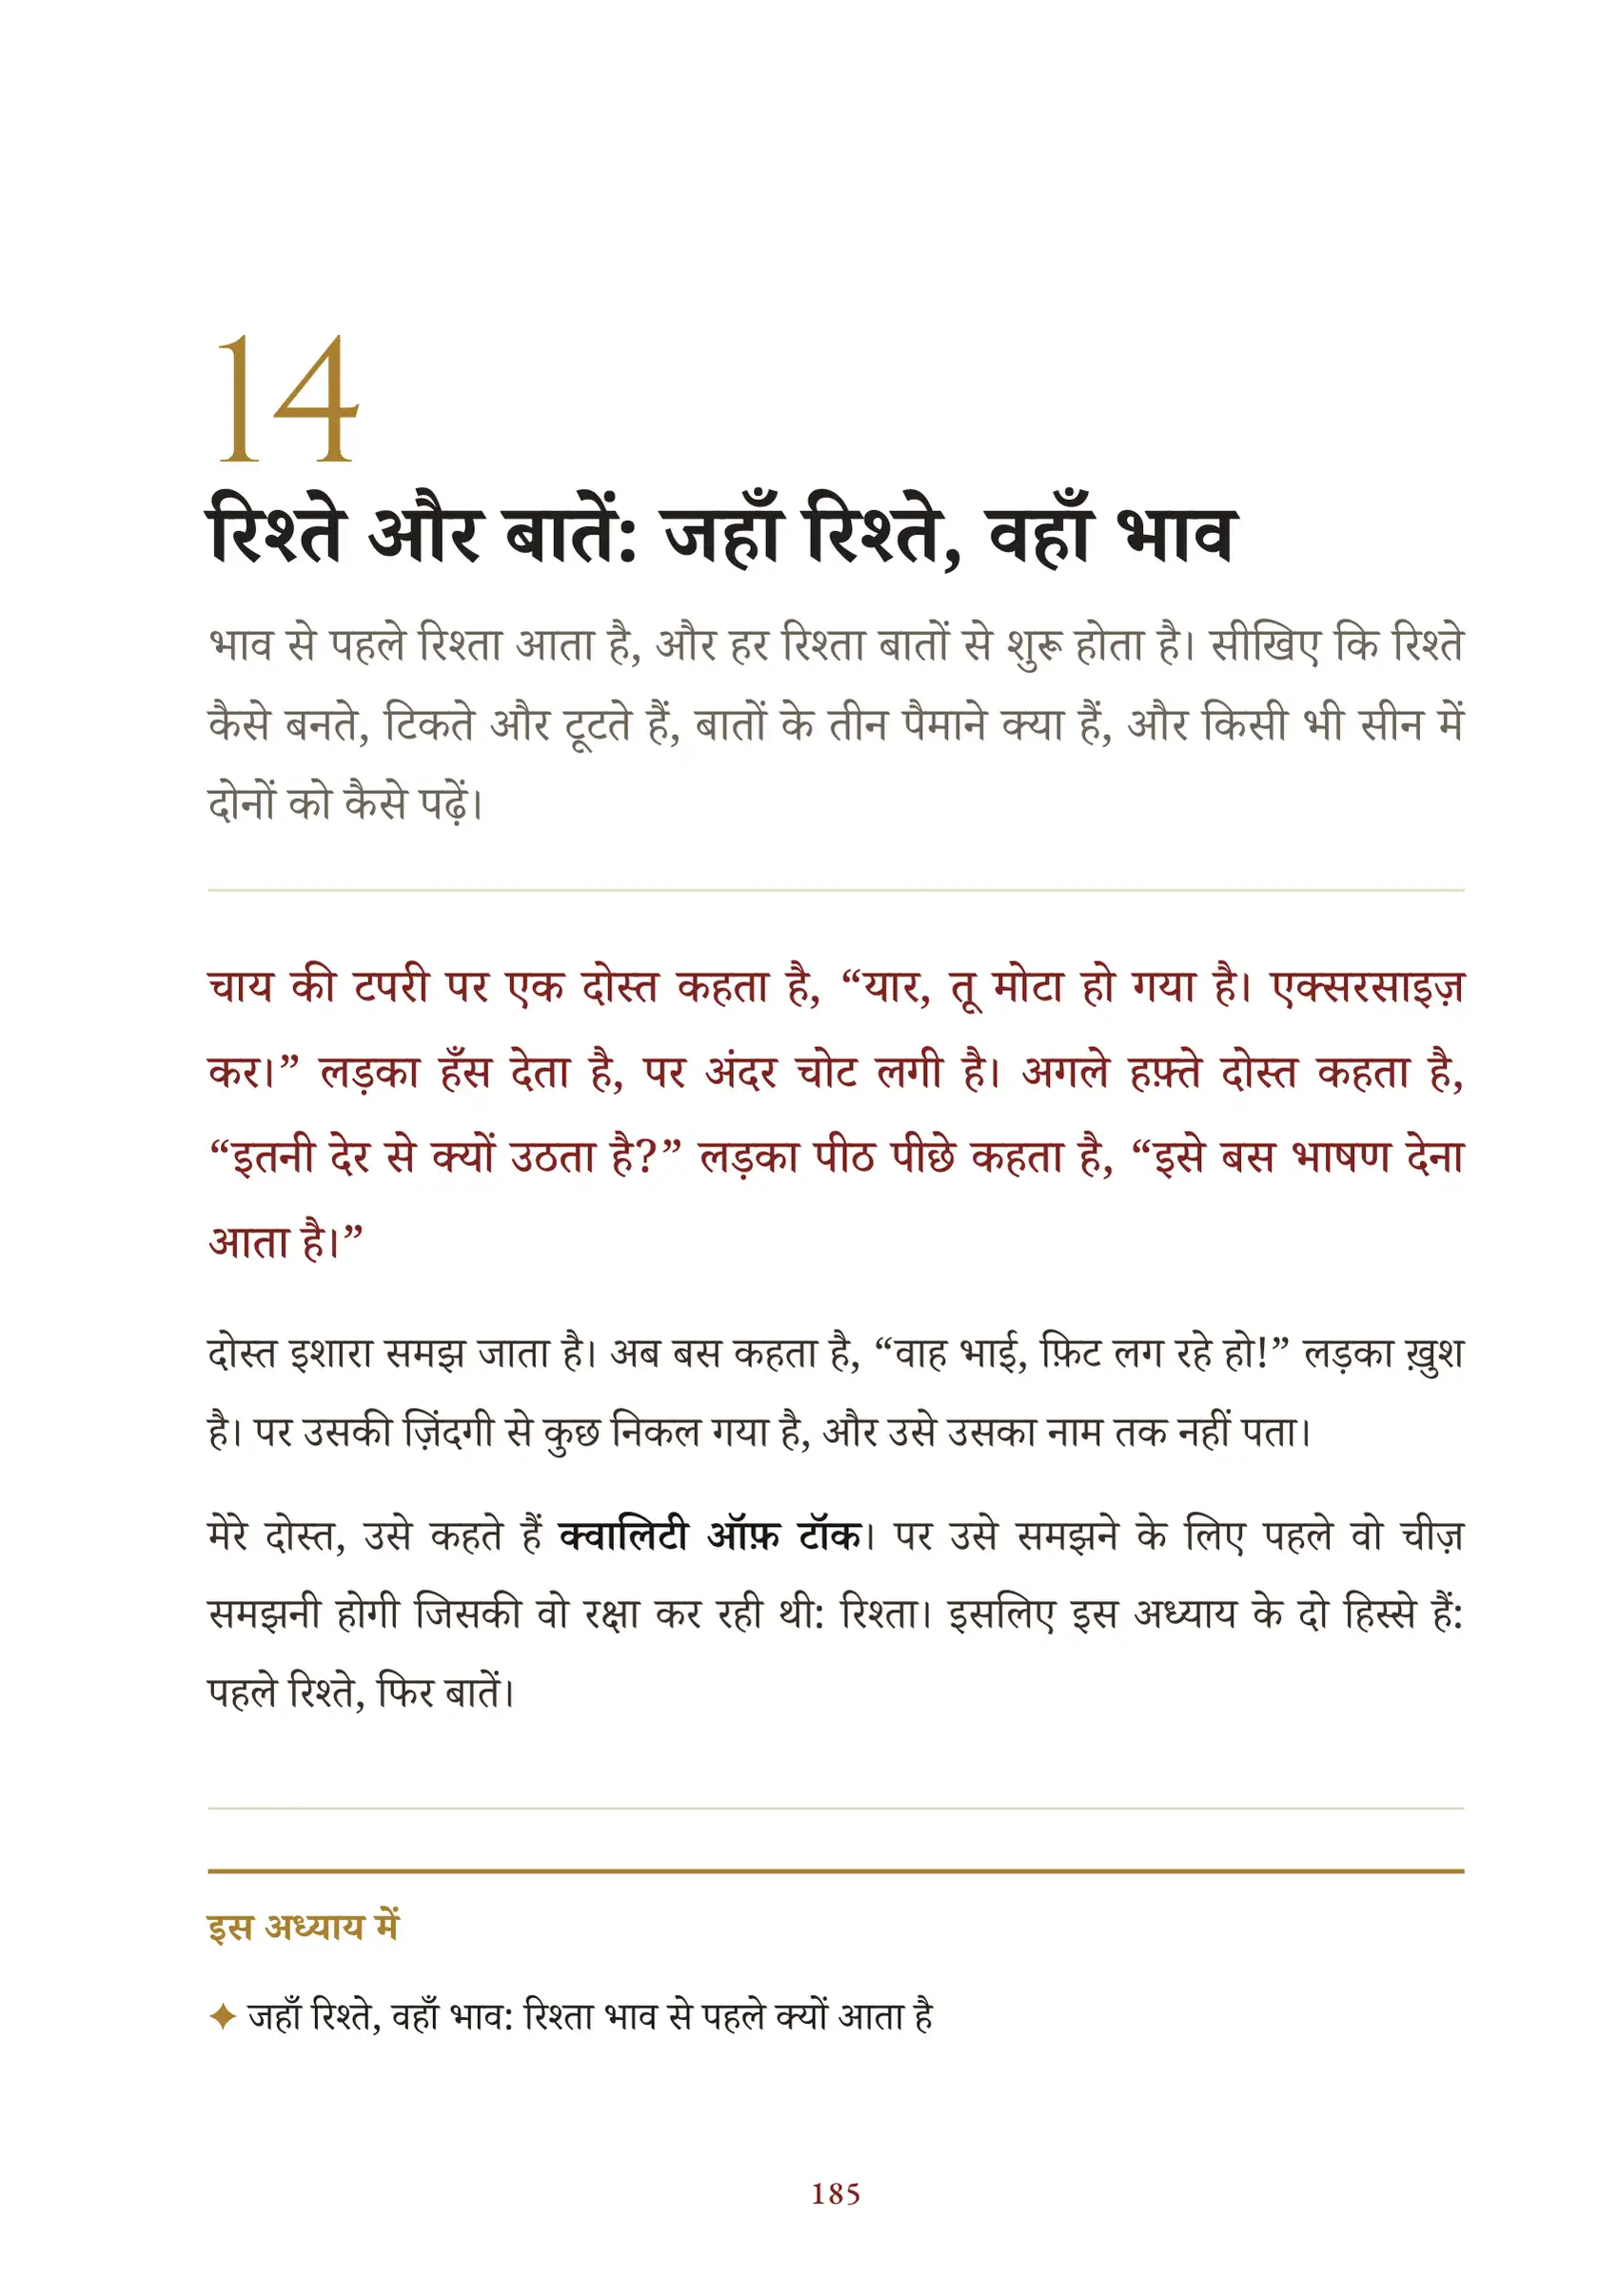 14
रिश्ते और बातें: जहाँ रिश्ते, वहाँ भाव
भाव से पहले रिश्ता आता है, और हर रिश्ता बातों से शुरू होता है। सीखिए कि रिश्ते
कैसे बनते, टिकते और टूटते हैं, बातों के तीन पैमाने क्या हैं, और किसी भी सीन में
दोनों को कैसे पढ़ें।
चाय की टपरी पर एक दोस्त कहता है, “यार, तू मोटा हो गया है। एक्सरसाइज़
कर।” लड़का हँस देता है, पर अंदर चोट लगी है। अगले हफ़्ते दोस्त कहता है,
“इतनी देर से क्यों उठता है?” लड़का पीठ पीछे कहता है, “इसे बस भाषण देना
आता है।”
दोस्त इशारा समझ जाता है। अब बस कहता है, “वाह भाई, फ़िट लग रहे हो!” लड़का ख़ुश
है। पर उसकी ज़िंदगी से कुछ निकल गया है, और उसे उसका नाम तक नहीं पता।
मेरे दोस्त, उसे कहते हैं क्वालिटी ऑफ़ टॉक। पर उसे समझने के लिए पहले वो चीज़
समझनी होगी जिसकी वो रक्षा कर रही थी: रिश्ता। इसलिए इस अध्याय के दो हिस्से हैं:
पहले रिश्ते, फिर बातें।
इस अध्याय में
✦ जहाँ रिश्ते, वहाँ भाव: रिश्ता भाव से पहले क्यों आता है
185